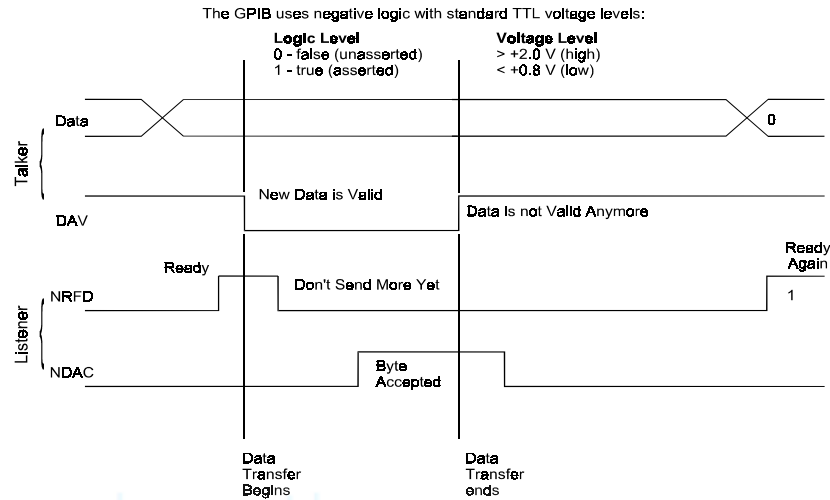 The GPIB uses negative logic with standard TTL voltage levels:
Logic Level
0 - false (unasserted)
1 - true (asserted)
Voltage Level
> +2.0 V (high)
< +0.8 V (low)
Talker
Data
0
DAV
New Data is Valid
Data is not Valid Anymore
Listener
NRFD
Ready
Don't Send More Yet
Ready
Again
1
NDAC
Byte
Accepted
Data
Transfer
Begins
Data
Transfer
ends